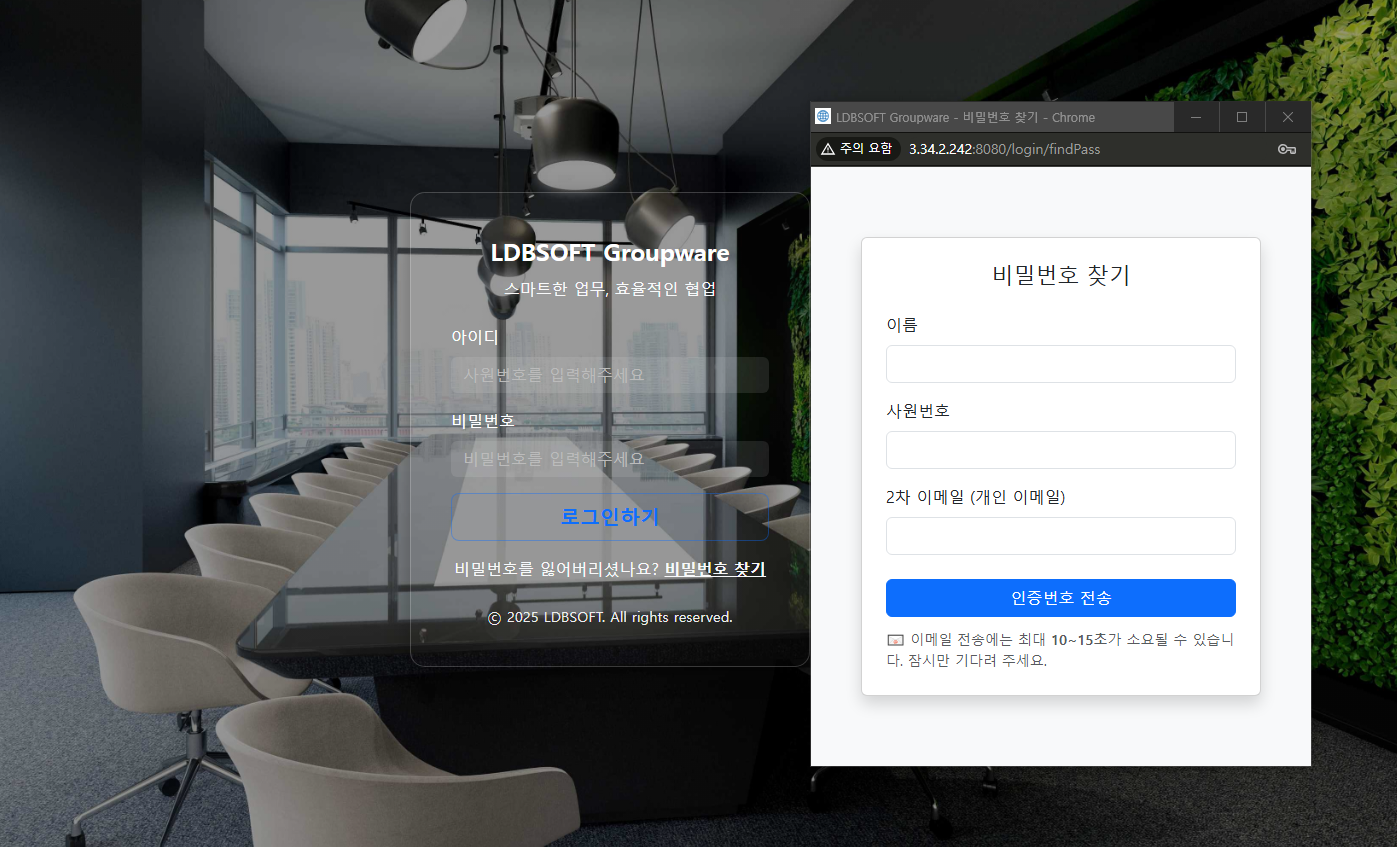 LDBSOFT Groupware
스마트한 업무, 효율적인 협업
아이디
사원번호를 입력해주세요
비밀번호
비밀번호를 입력해주세요
로그인하기
비밀번호를 잃어버리셨나요? 비밀번호 찾기
© 2025 LDBSOFT. All rights reserved.
LDBSOFT Groupware - 비밀번호 찾기 - Chrome
주의 요함 3.34.2.242:8080/login/findPass
비밀번호 찾기
이름
사원번호
2차 이메일 (개인 이메일)
인증번호 전송
📧 이메일 전송에는 최대 10~15초가 소요될 수 있습니
다. 잠시만 기다려 주세요.